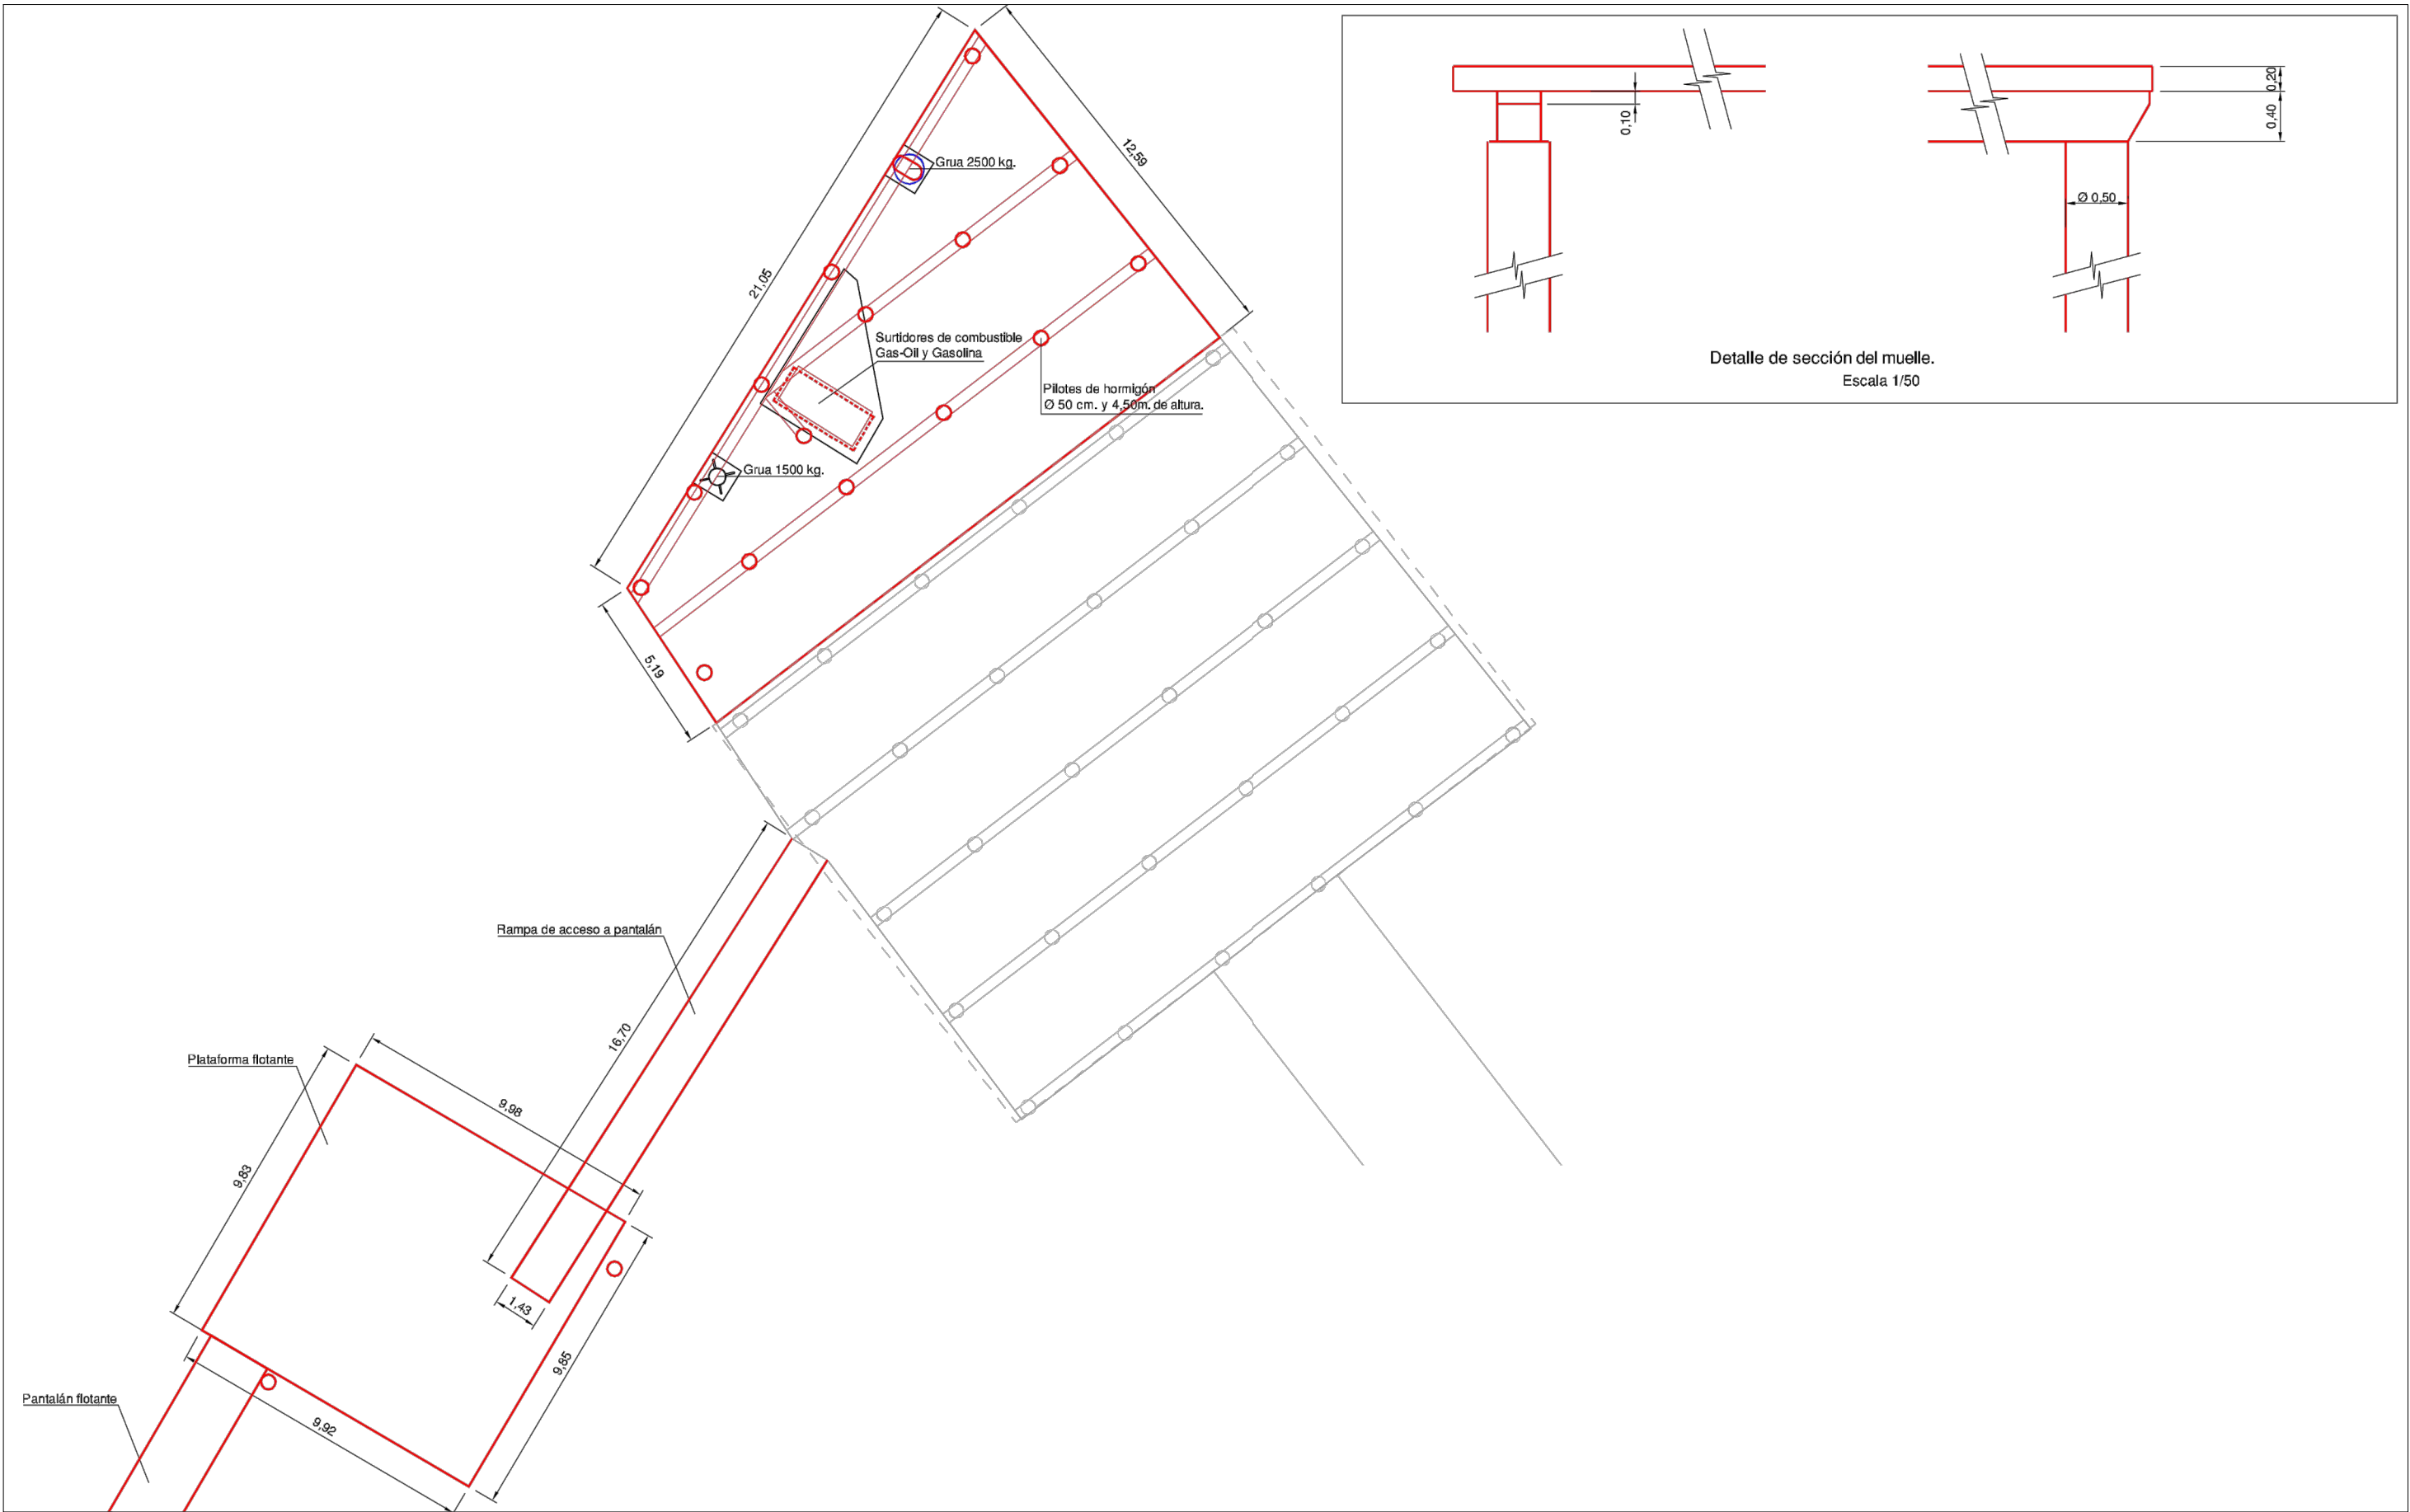 12,59
21,05
Grua 2500 kg.
Surtidores de combustible
Gas-Oil y Gasolina
Pilotes de hormigón
Ø 50 cm. y 4,50m. de altura.
Grua 1500 kg.
5,19
Rampa de acceso a pantalán
16,70
Plataforma flotante
9,98
9,83
1,43
9,85
Pantalán flotante
9,92
0,10
0,20
0,40
Ø 0,50
Detalle de sección del muelle.
Escala 1/50